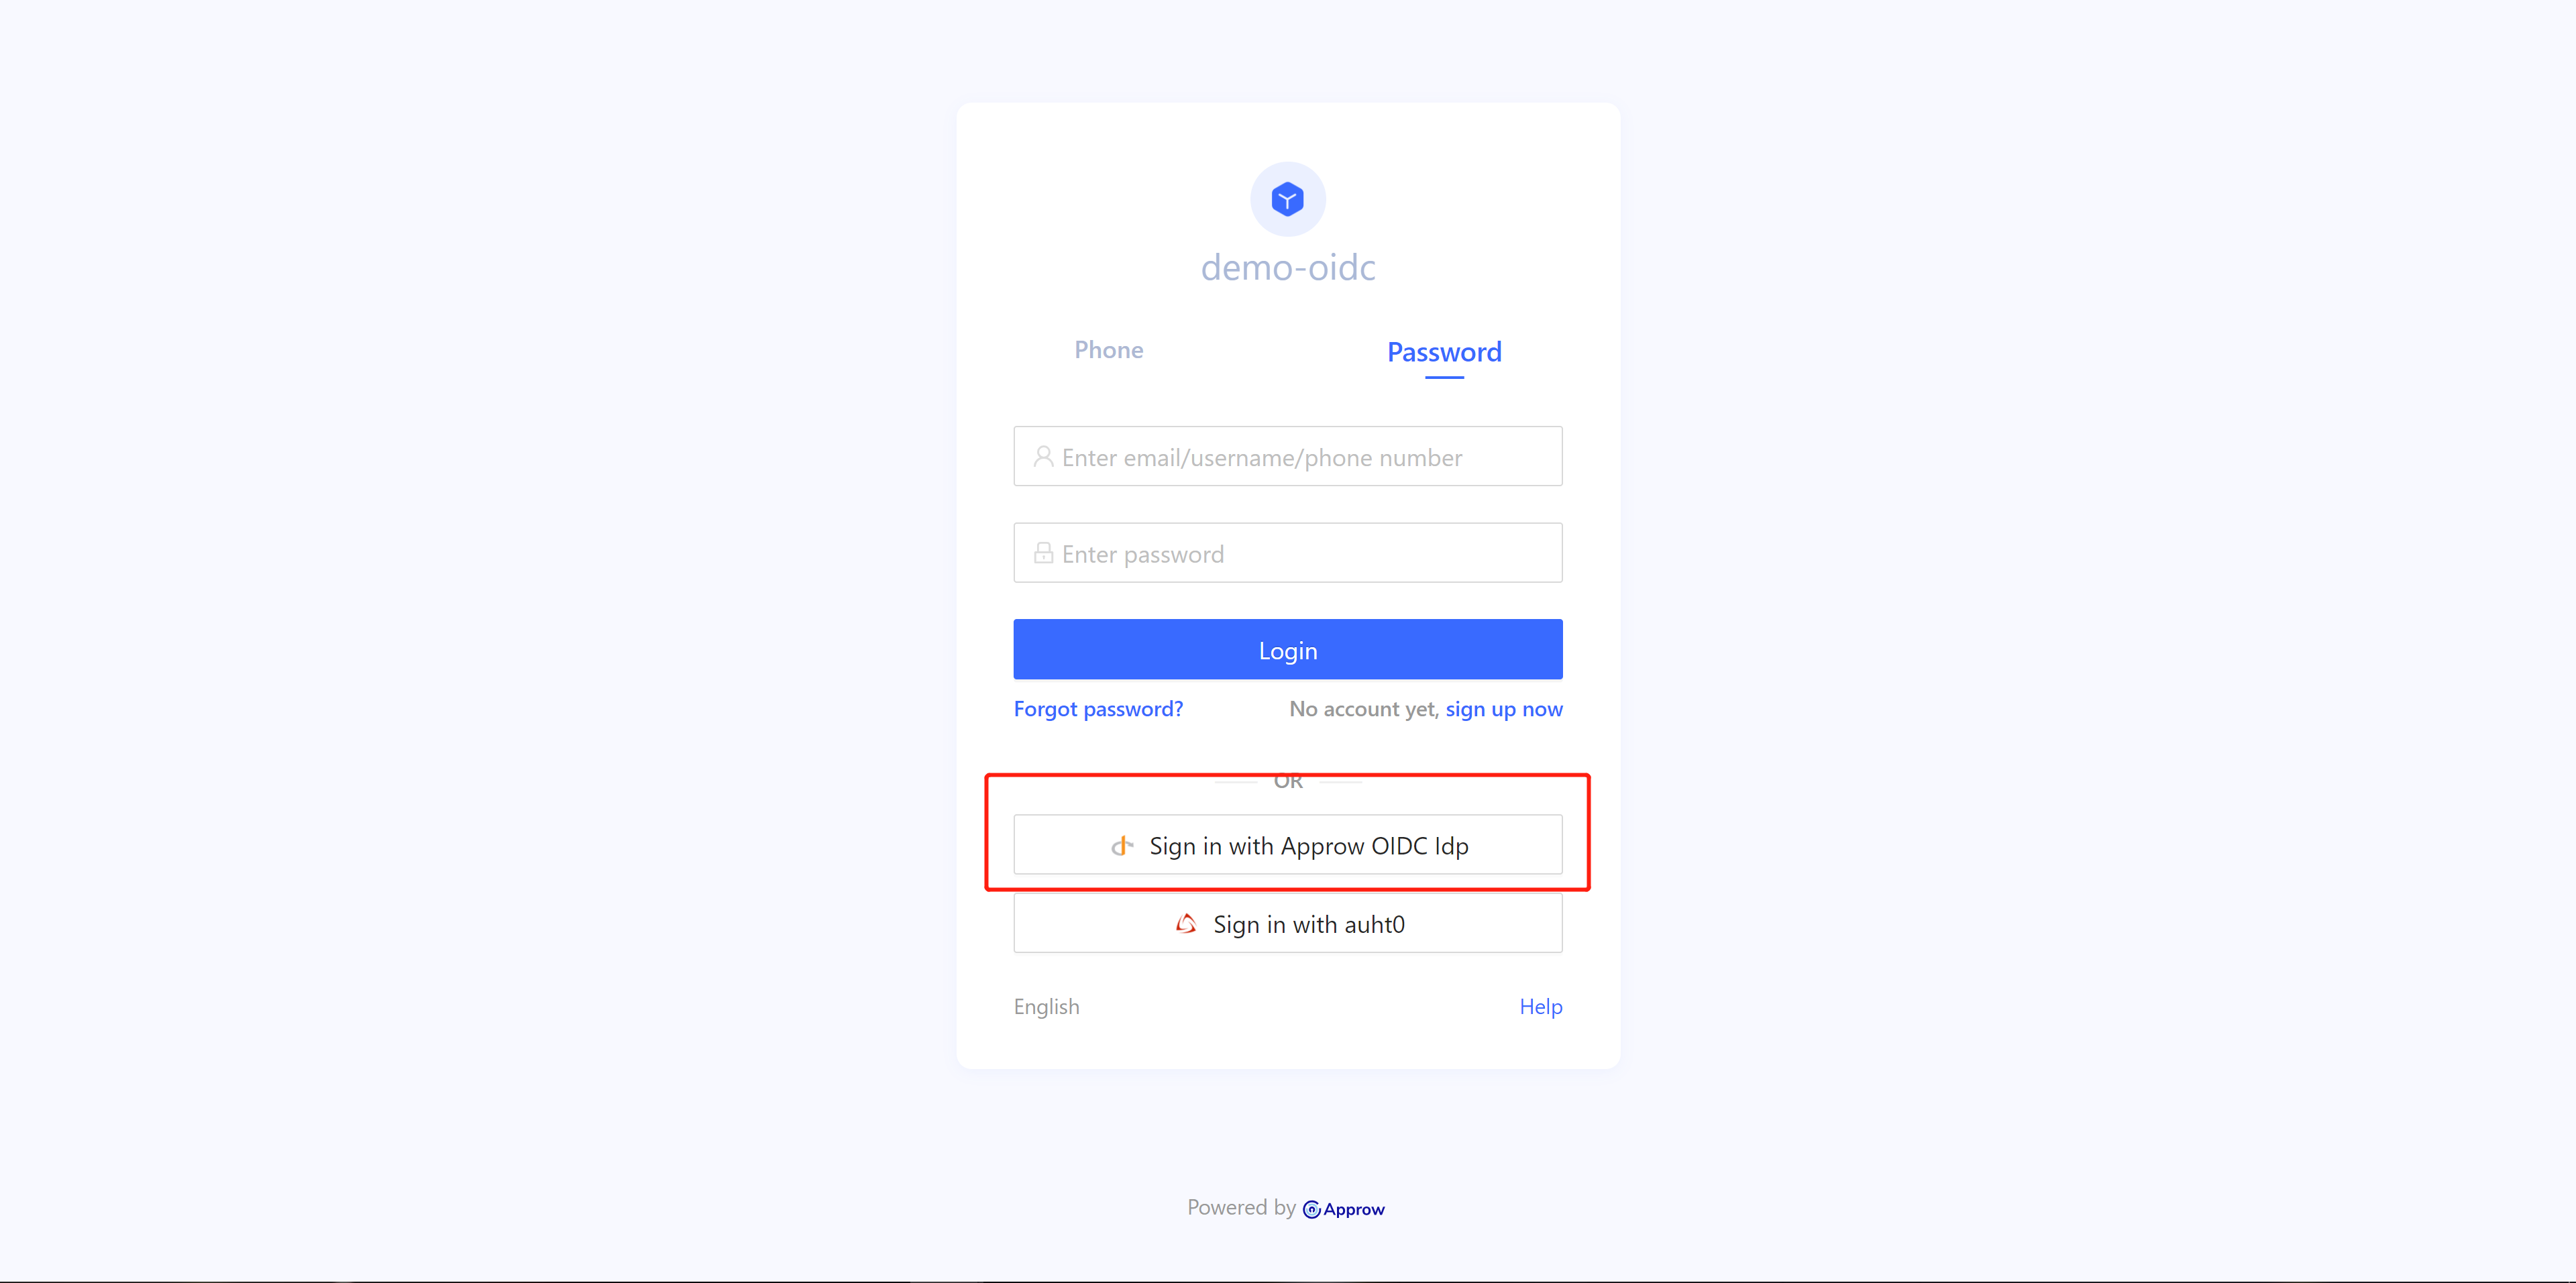 demo-oidc
Phone
Password
Enter email/username/phone number
Enter password
Login
Forgot password?
No account yet, sign up now
OR
Sign in with Approw OIDC Idp
Sign in with auht0
English
Help
Powered by Approw